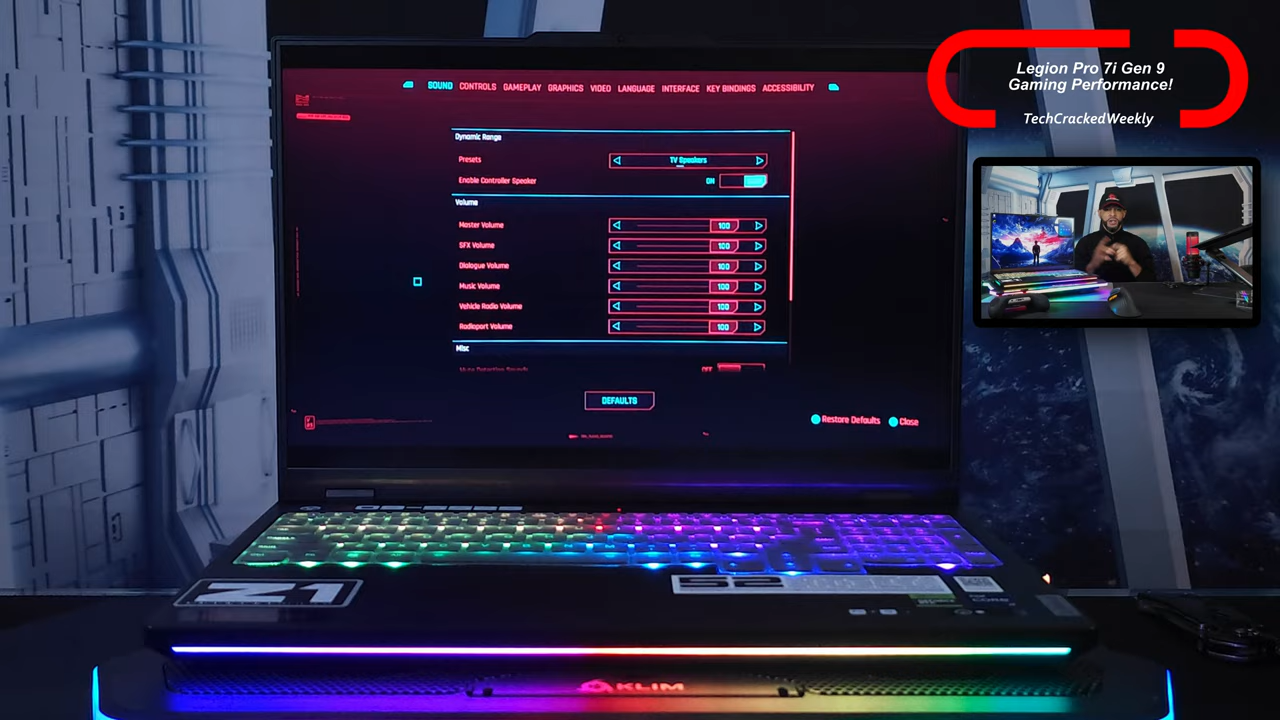 Legion Pro 7i Gen 9
Gaming Performance!
TechCrackedWeekly
SOUND CONTROLS GAMEPLAY GRAPHICS VIDEO LANGUAGE INTERFACE KEY BINDINGS ACCESSIBILITY
Dynamic Range
Presets TV Speakers
Enable Controller Speaker ON
Volume
Master Volume 100
SFX Volume 100
Dialogue Volume 100
Music Volume 100
Vehicle Radio Volume 100
Radioport Volume 100
Misc
OFF
DEFAULTS
Restore Defaults Close
Z1
52
KLIM